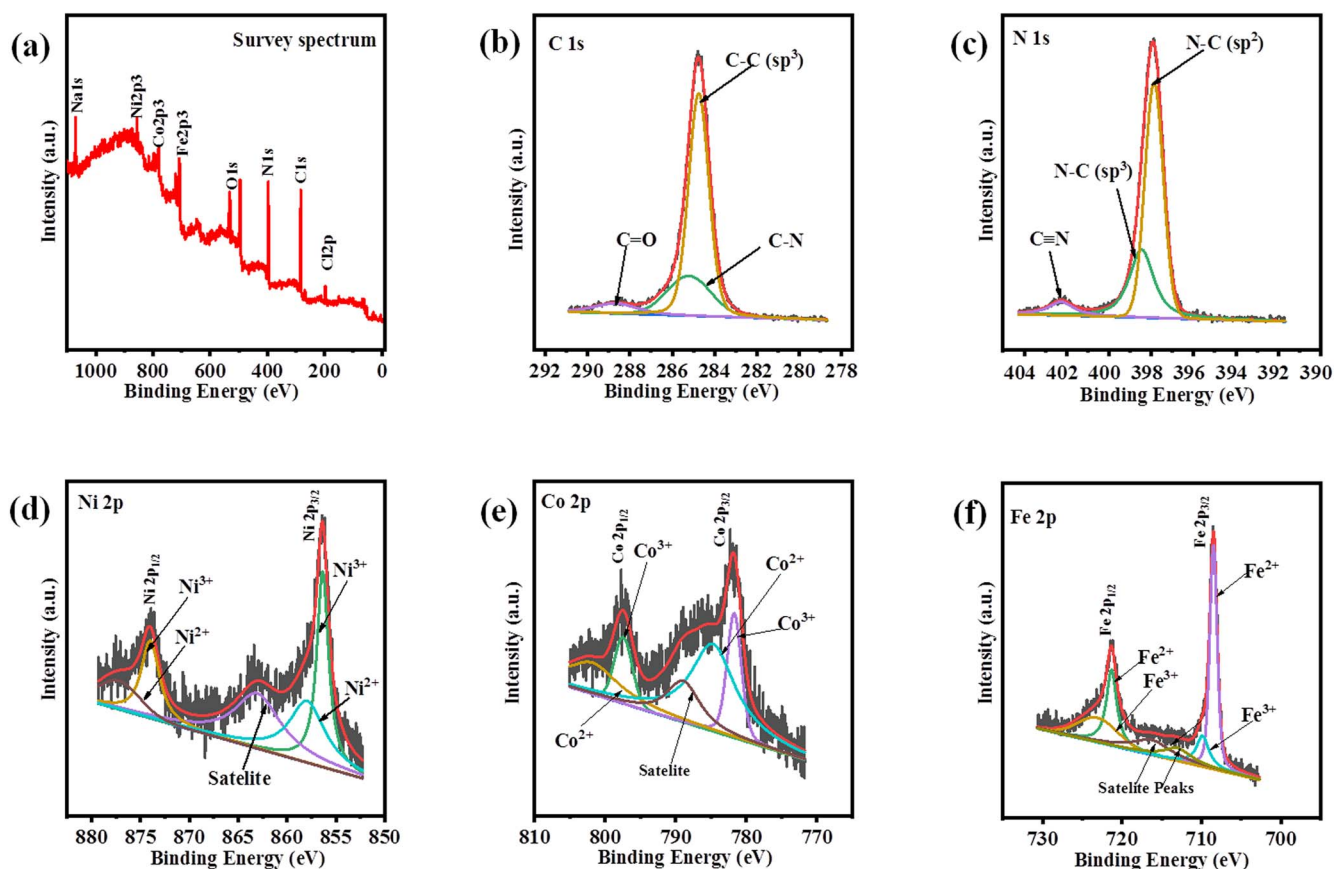 (a)
Survey spectrum
Na1s
Ni2p3
Co2p3
Fe2p3
O1s
N1s
C1s
Cl2p
Intensity (a.u.)
1000 800 600 400 200 0
Binding Energy (eV)
(b)
C 1s
C-C (sp³)
C=O
C-N
Intensity (a.u.)
292 290 288 286 284 282 280 278
Binding Energy (eV)
(c)
N 1s
N-C (sp²)
N-C (sp³)
C≡N
Intensity (a.u.)
404 402 400 398 396 394 392 390
Binding Energy (eV)
(d)
Ni 2p
Ni 2p₁/₂
Ni³⁺
Ni²⁺
Ni 2p₃/₂
Ni³⁺
Ni²⁺
Satelite
Intensity (a.u.)
880 875 870 865 860 855 850
Binding Energy (eV)
(e)
Co 2p
Co 2p₁/₂
Co³⁺
Co 2p₃/₂
Co²⁺
Co³⁺
Co²⁺
Satelite
Intensity (a.u.)
810 800 790 780 770
Binding Energy (eV)
(f)
Fe 2p
Fe 2p₃/₂
Fe²⁺
Fe 2p₁/₂
Fe²⁺
Fe³⁺
Fe³⁺
Satelite Peaks
Intensity (a.u.)
730 720 710 700
Binding Energy (eV)